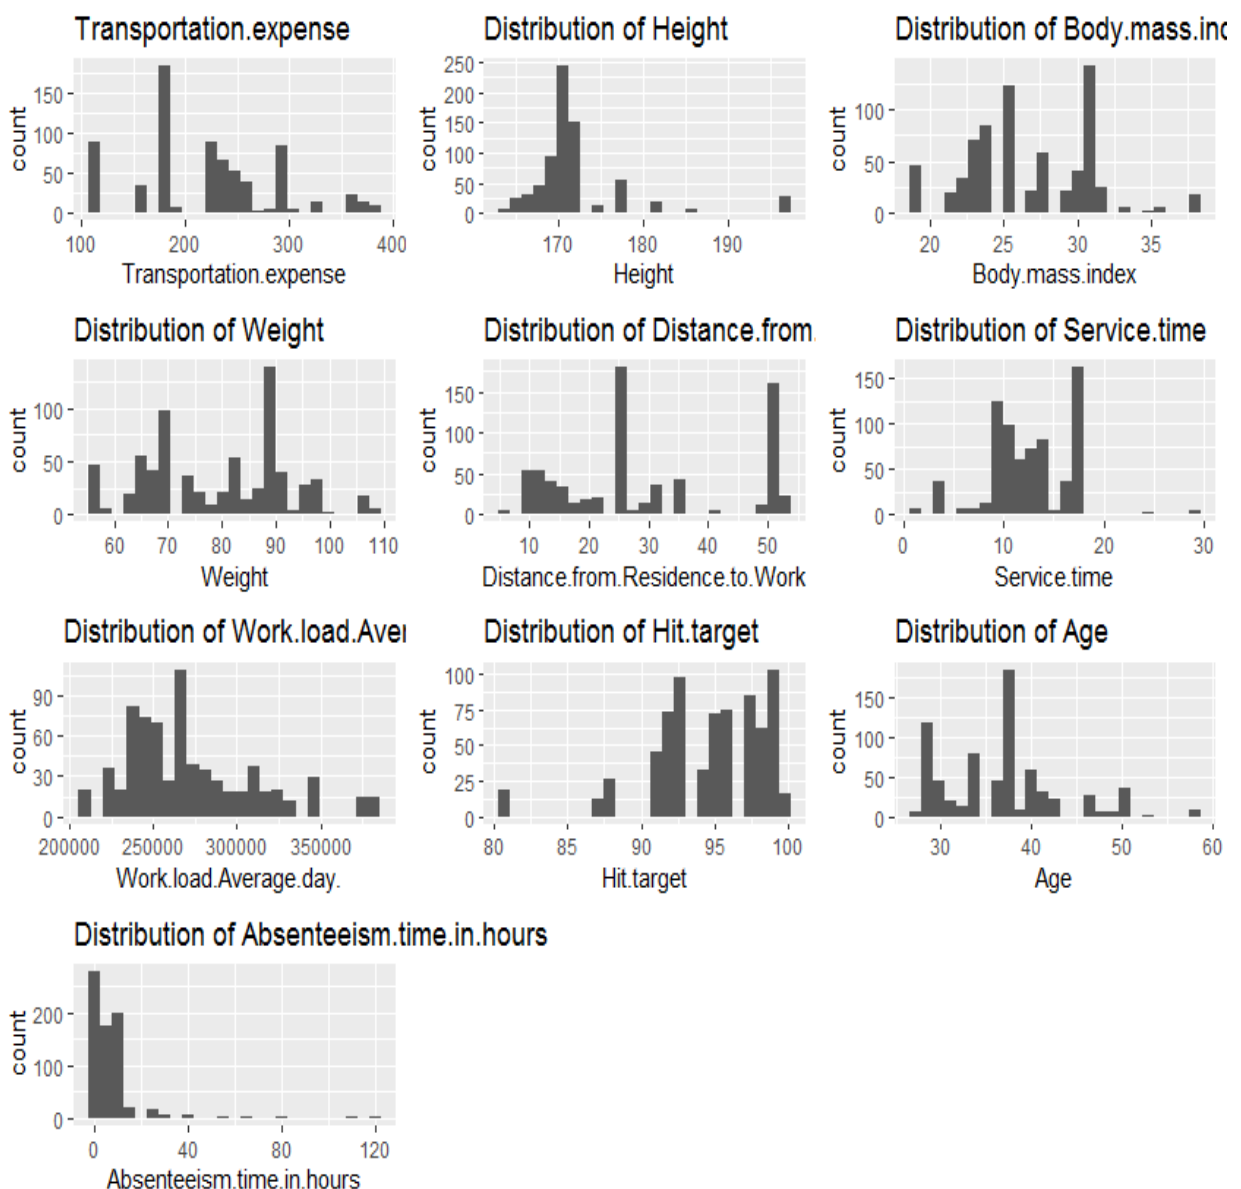 Transportation.expense
count
150
100
50
0
100 200 300 400
Transportation.expense
Distribution of Height
count
250
200
150
100
50
0
170 180 190
Height
Distribution of Body.mass.inc
count
100
50
0
20 25 30 35
Body.mass.index
Distribution of Weight
count
100
50
0
60 70 80 90 100 110
Weight
Distribution of Distance.from.
count
150
100
50
0
10 20 30 40 50
Distance.from.Residence.to.Work
Distribution of Service.time
count
150
100
50
0
0 10 20 30
Service.time
Distribution of Work.load.Aver
count
90
60
30
0
200000 250000 300000 350000
Work.load.Average.day.
Distribution of Hit.target
count
100
75
50
25
0
80 85 90 95 100
Hit.target
Distribution of Age
count
150
100
50
0
30 40 50 60
Age
Distribution of Absenteeism.time.in.hours
count
200
100
0
0 40 80 120
Absenteeism.time.in.hours